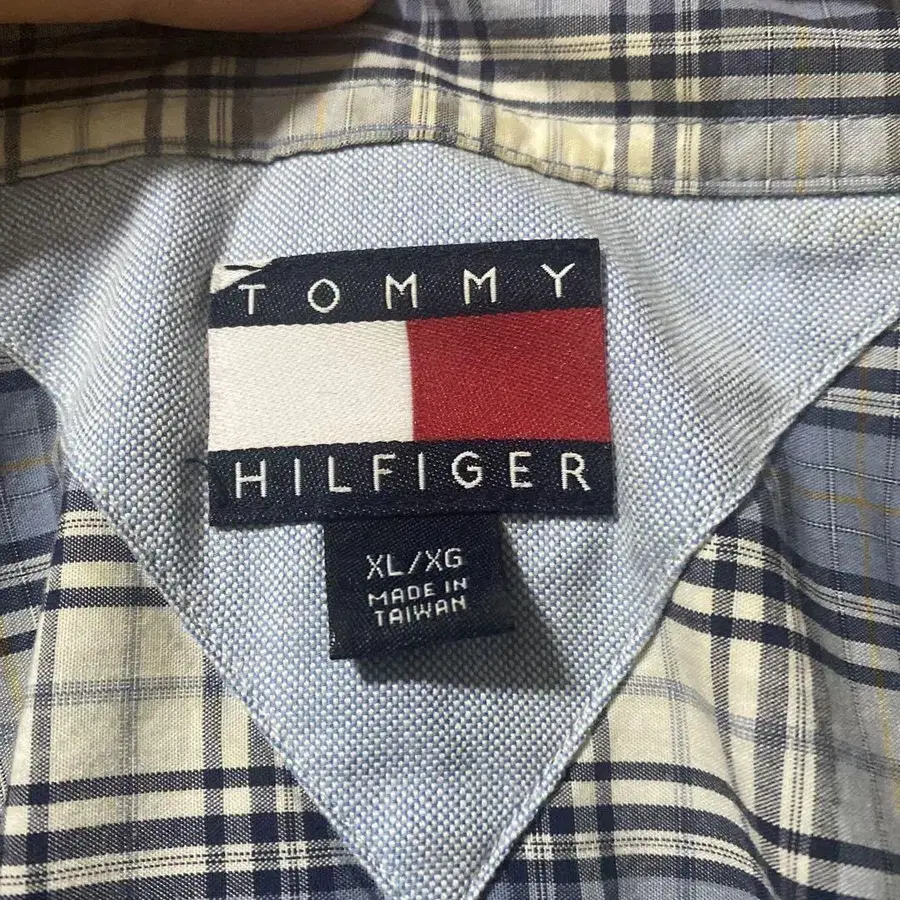 TOMMY
HILFIGER
XL/XG
MADE IN
TAIWAN